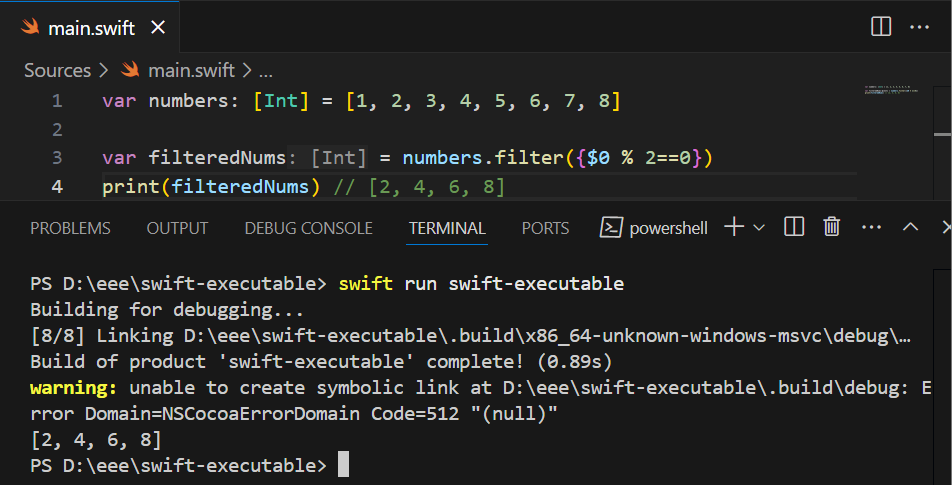 main.swift
Sources > main.swift > ...
1 var numbers: [Int] = [1, 2, 3, 4, 5, 6, 7, 8]
2
3 var filteredNums: [Int] = numbers.filter({$0 % 2==0})
4 print(filteredNums) // [2, 4, 6, 8]
PROBLEMS OUTPUT DEBUG CONSOLE TERMINAL PORTS powershell
PS D:\eee\swift-executable> swift run swift-executable
Building for debugging...
[8/8] Linking D:\eee\swift-executable\.build\x86_64-unknown-windows-msvc\debug\…
Build of product 'swift-executable' complete! (0.89s)
warning: unable to create symbolic link at D:\eee\swift-executable\.build\debug: E
rror Domain=NSCocoaErrorDomain Code=512 "(null)"
[2, 4, 6, 8]
PS D:\eee\swift-executable>